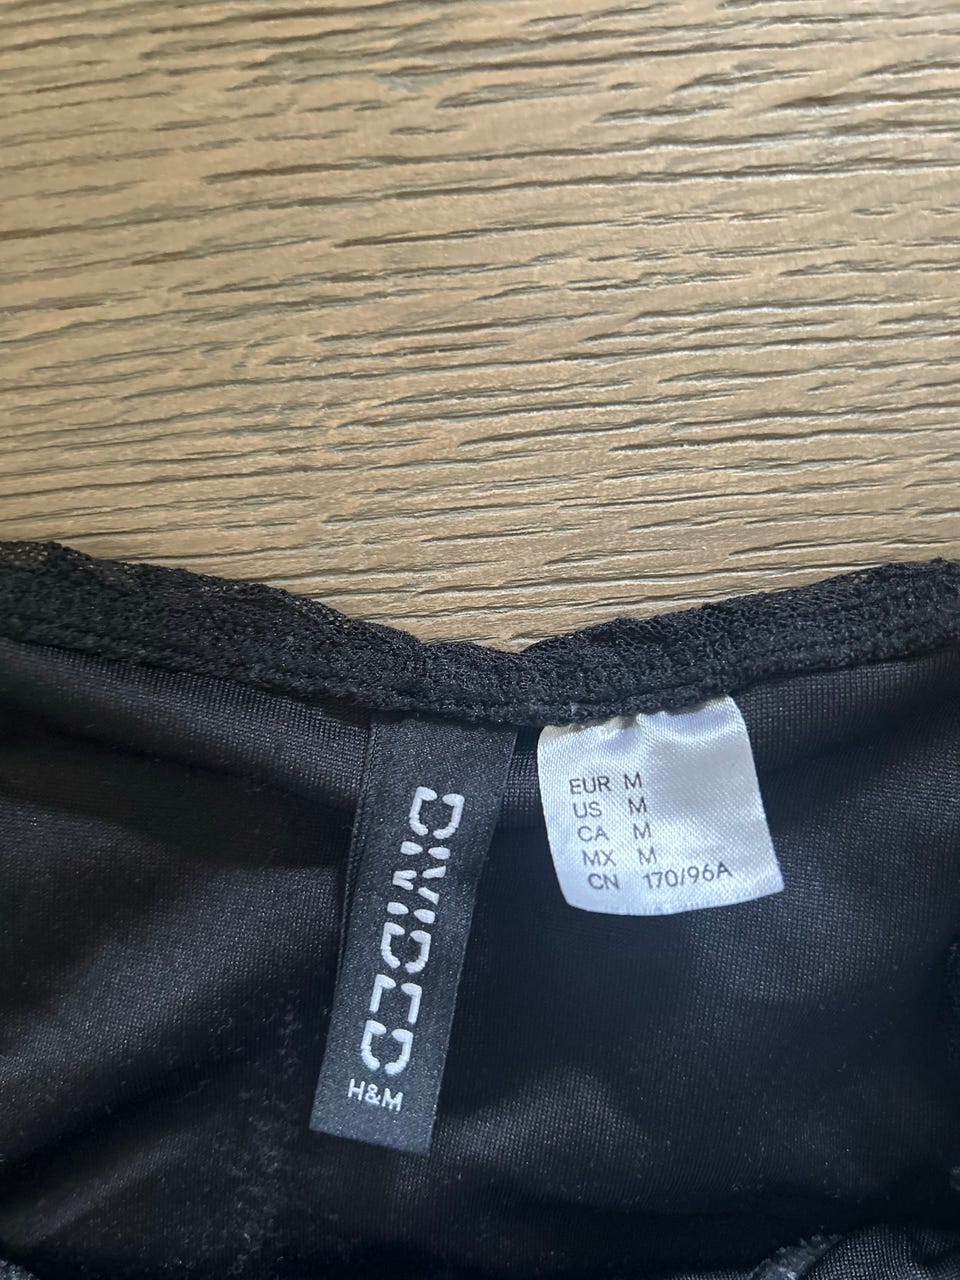 DIVIDED
H&M
EUR M
US M
CA M
MX M
CN 170/96A